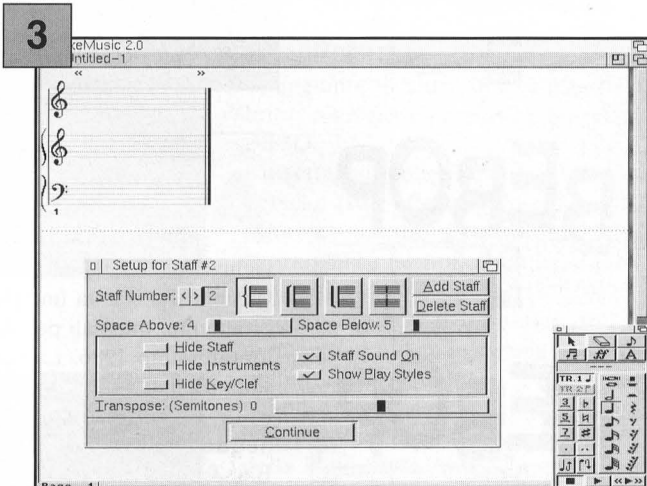 3
keMusic 2.0
Untitled-1
<< >>
1
Setup for Staff #2
Staff Number: < > 2
Add Staff
Delete Staff
Space Above: 4 Space Below: 5
Hide Staff
Hide Instruments
Hide Key/Clef
Staff Sound On
Show Play Styles
Transpose: (Semitones) 0
Continue
ff A
TR.1
TR 2
3
5
7
Page 1